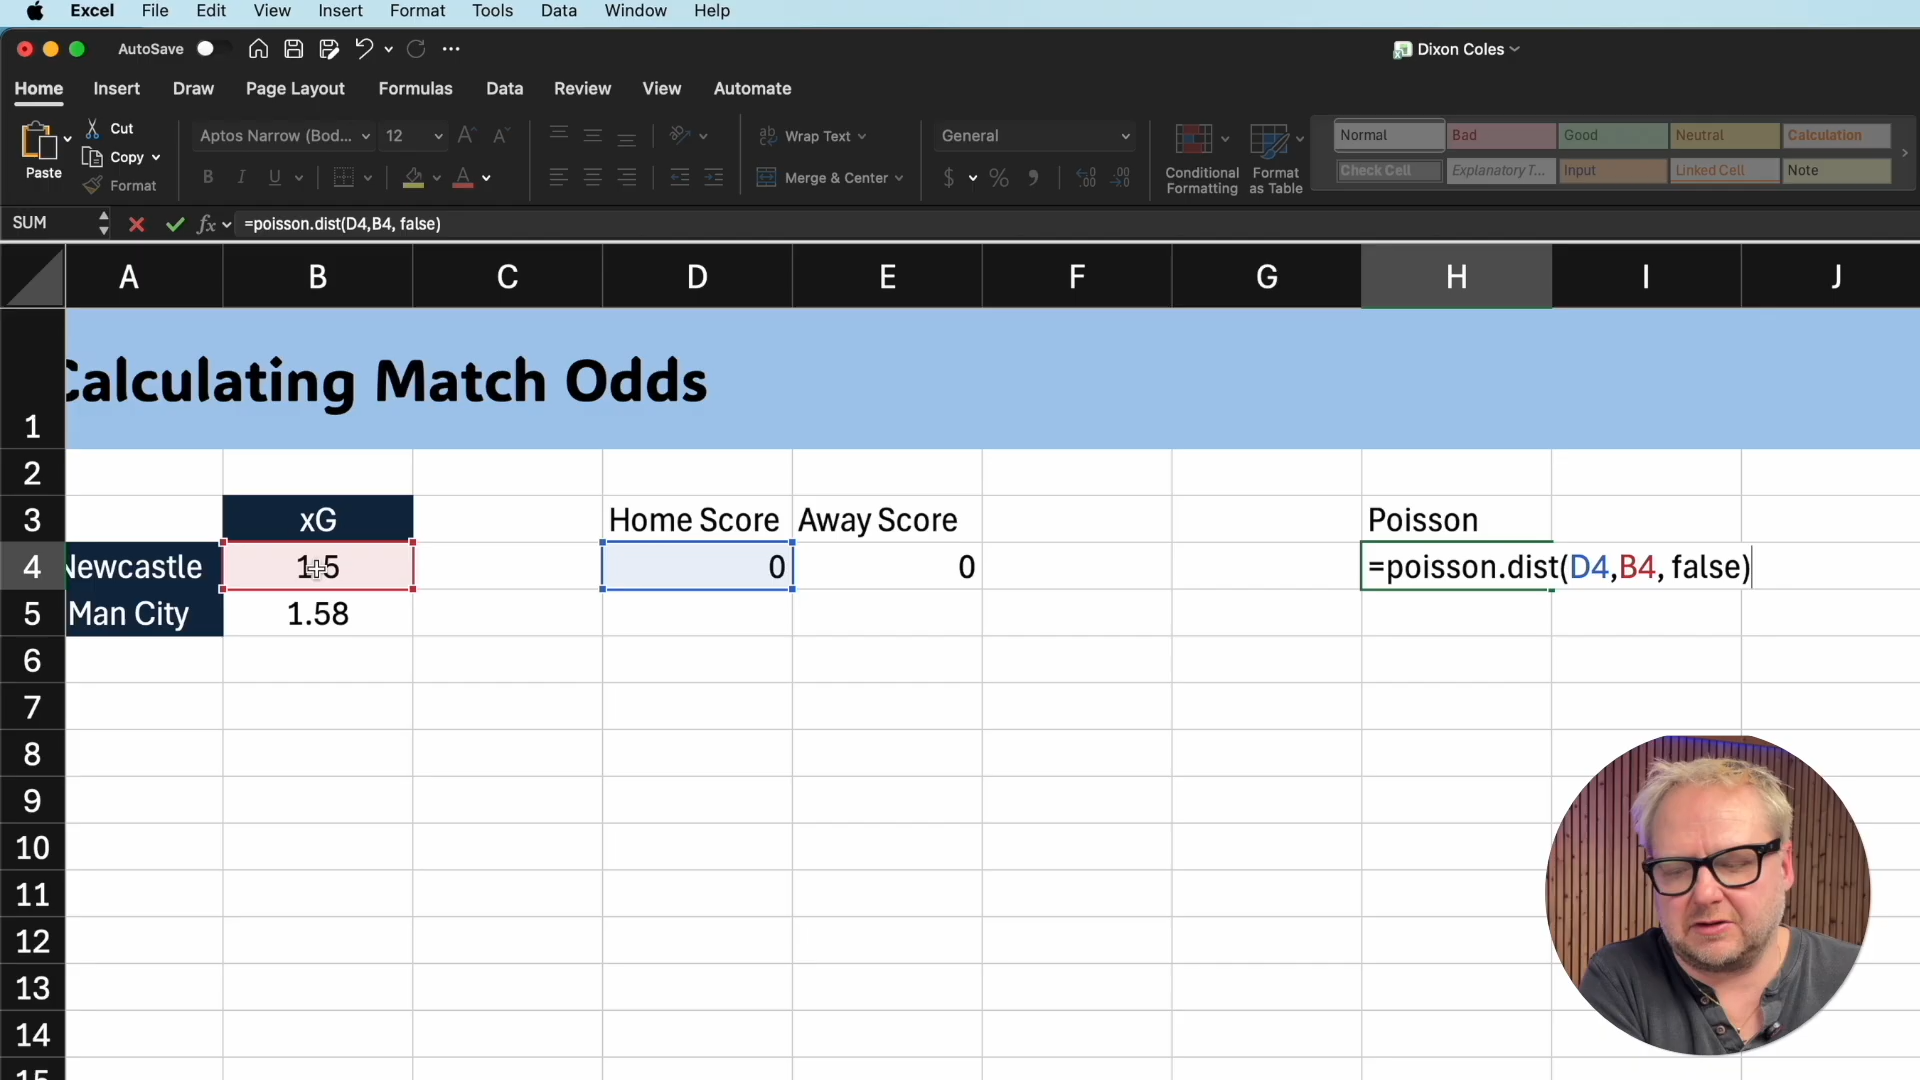 Excel File Edit View Insert Format Tools Data Window Help
AutoSave Dixon Coles
Home Insert Draw Page Layout Formulas Data Review View Automate
Paste Cut Copy Format
Aptos Narrow (Bod... 12 A A
B I U A
Wrap Text
Merge & Center
General
$ % 9 .00
Conditional Formatting
Format as Table
Normal Bad Good Neutral Calculation
Check Cell Explanatory T... Input Linked Cell Note
SUM fx =poisson.dist(D4,B4, false)
A B C D E F G H I J
1 Calculating Match Odds
2
3 xG Home Score Away Score Poisson
4 Newcastle 1.5 0 0 =poisson.dist(D4,B4, false)
5 Man City 1.58
6
7
8
9
10
11
12
13
14
15